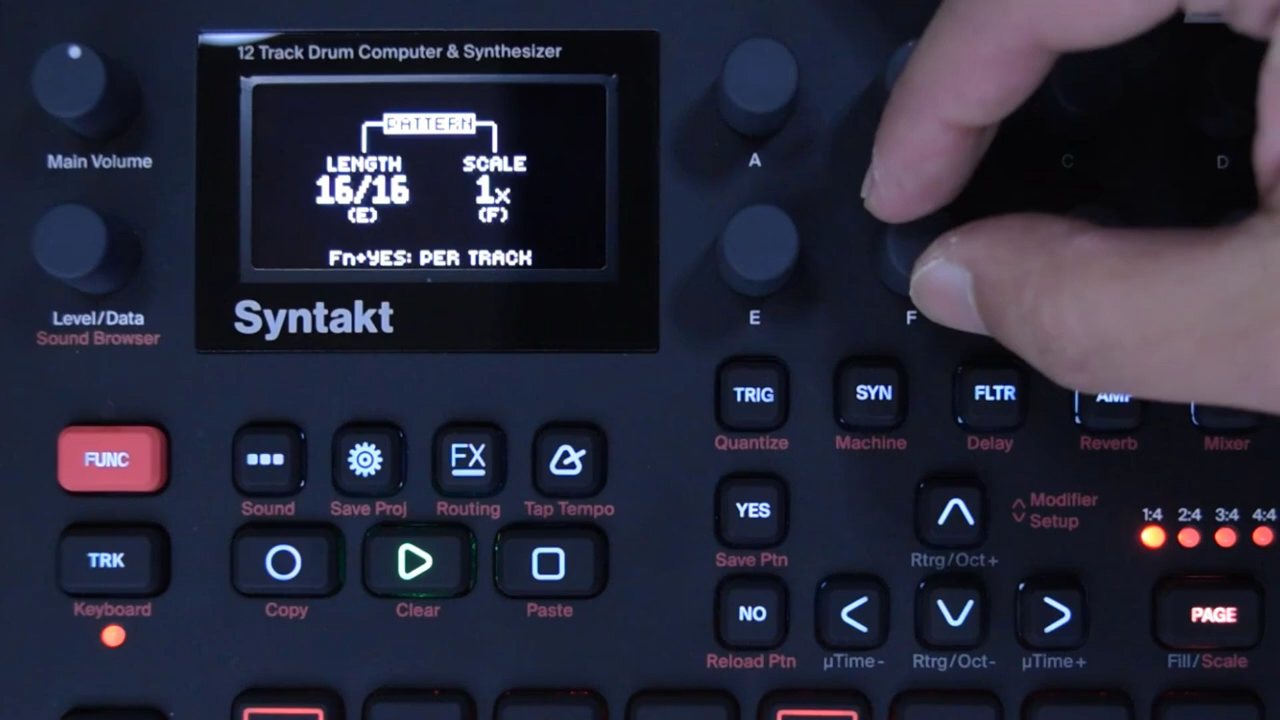 12 Track Drum Computer & Synthesizer
PATTERN
LENGTH SCALE
16/16 1x
(E) (F)
Fn+YES: PER TRACK
Syntakt
Main Volume
Level/Data
Sound Browser
A
C
D
E
F
TRIG
SYN
FLTR
Quantize
Machine
Delay
Reverb
Mixer
FUNC
FX
Sound
Save Proj
Routing
Tap Tempo
YES
Save Ptn
Modifier
Setup
1:4 2:4 3:4 4:4
Rtrg/Oct+
TRK
Keyboard
Copy
Clear
Paste
NO
Reload Ptn
µTime-
Rtrg/Oct-
µTime+
PAGE
Fill/Scale